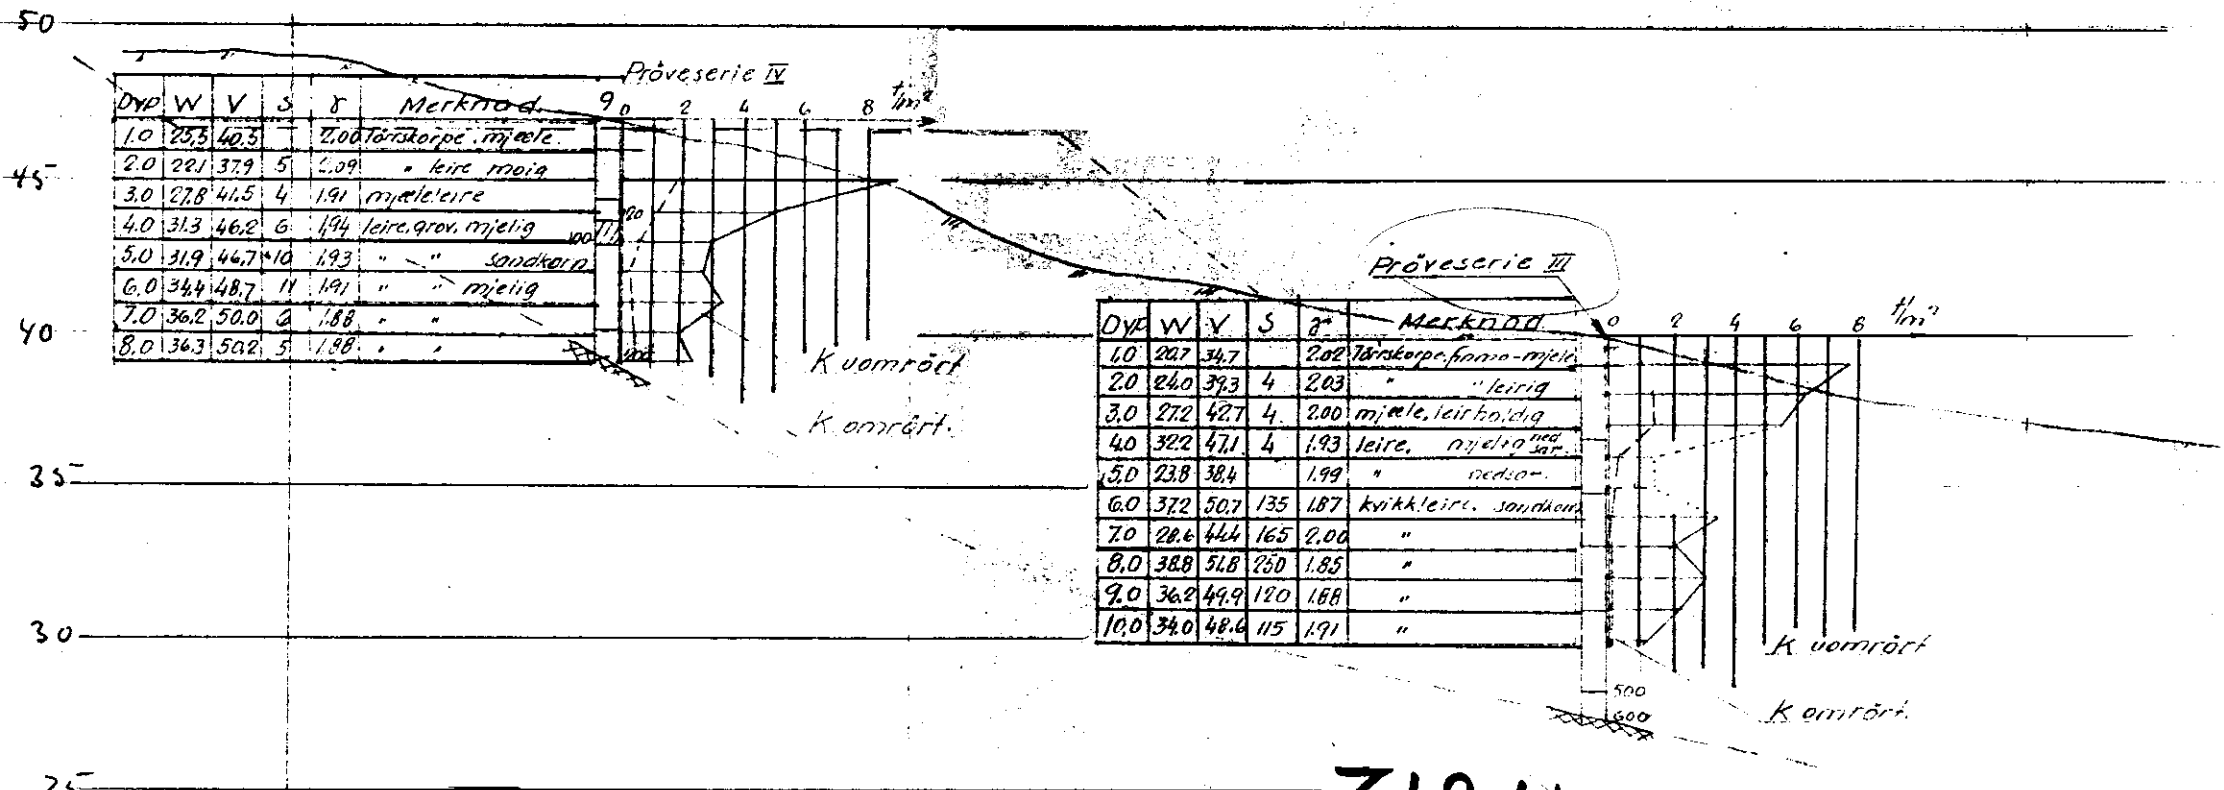 50
Pröveserie IV
Dyp W V S γ Merknad 9 0 2 4 6 8 t/m²
1.0 25,5 40,5 — 2.00 Törrskorpe. mjeele.
2.0 22,1 37,9 5 2.09 " leire moig
45
3.0 27,8 41.5 4 1.91 mjeleleire
4.0 31.3 46.2 6 1,94 leire, grov, mjelig 100
20
5,0 31,9 46,7 10 1.93 " " sandkorn
6.0 34,4 48,7 11 1.91 " " mjelig
7.0 36,2 50,0 1.88 " "
40
8.0 36,3 50,2 5 1.88 " "
K uomrört
K omrört.
Pröveserie III
Dyp W V S γ Merknad 0 2 4 6 8 t/m²
1.0 20,7 34,7 2.02 Törrskorpe, finmo-mjele
2.0 24,0 39,3 4 2.03 " " leirig
3.0 27,2 42,7 4 2.00 mjeele, leirholdig
4.0 32,2 47,1 4 1.93 leire, mjelig ned
35
5.0 23.8 38,4 1.99 "
6.0 37,2 50,7 135 1.87 kvikkleire, sandkorn
7.0 28.6 44,4 165 2.00 "
8.0 38.8 51.8 250 1.85 "
9.0 36,2 49,9 120 1.88 "
10.0 34.0 48.6 115 1.91 "
30
K uomrört
500
600
K omrört.
25